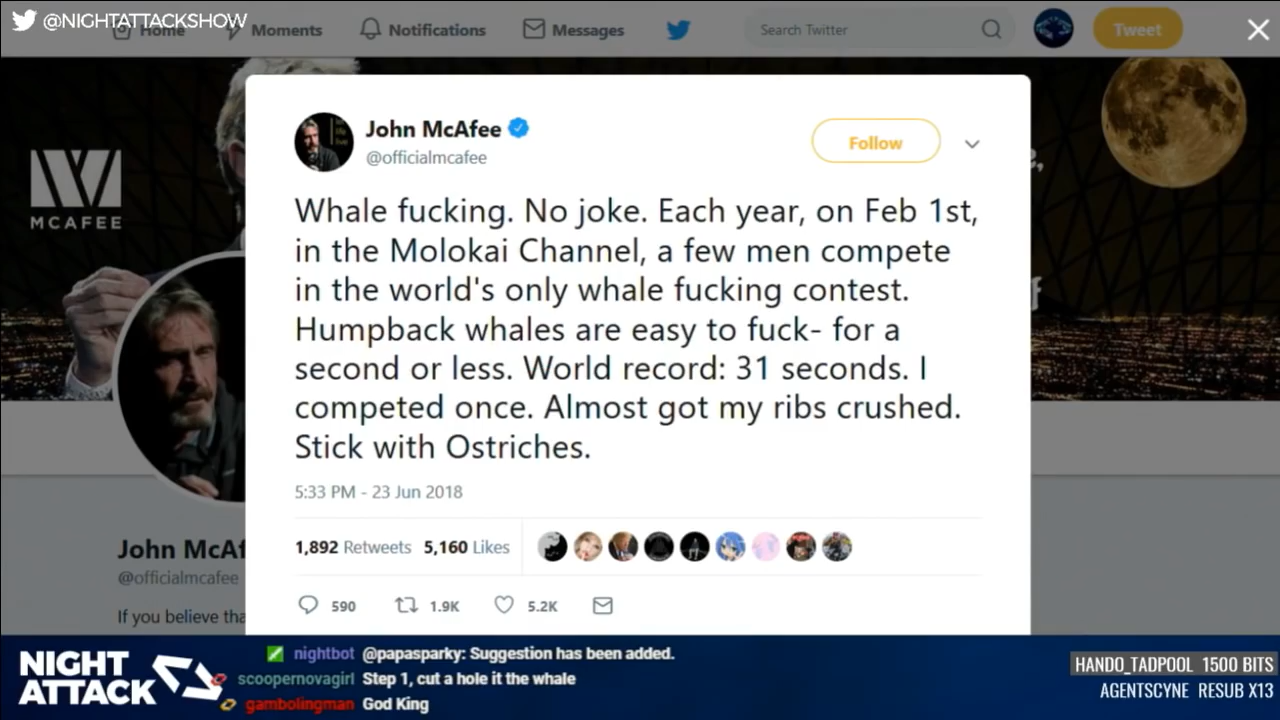 @NIGHTATTACKSHOW
Home Moments Notifications Messages Search Twitter Tweet
MCAFEE
John McAfee
@officialmcafee
Follow
Whale fucking. No joke. Each year, on Feb 1st,
in the Molokai Channel, a few men compete
in the world's only whale fucking contest.
Humpback whales are easy to fuck- for a
second or less. World record: 31 seconds. I
competed once. Almost got my ribs crushed.
Stick with Ostriches.
5:33 PM - 23 Jun 2018
1,892 Retweets 5,160 Likes
590 1.9K 5.2K
John McAf
@officialmcafee
If you believe tha
NIGHT
ATTACK
nightbot @papasparky: Suggestion has been added.
scoopernovagirl Step 1, cut a hole it the whale
gambolingman God King
HANDO_TADPOOL 1500 BITS
AGENTSCYNE RESUB X13